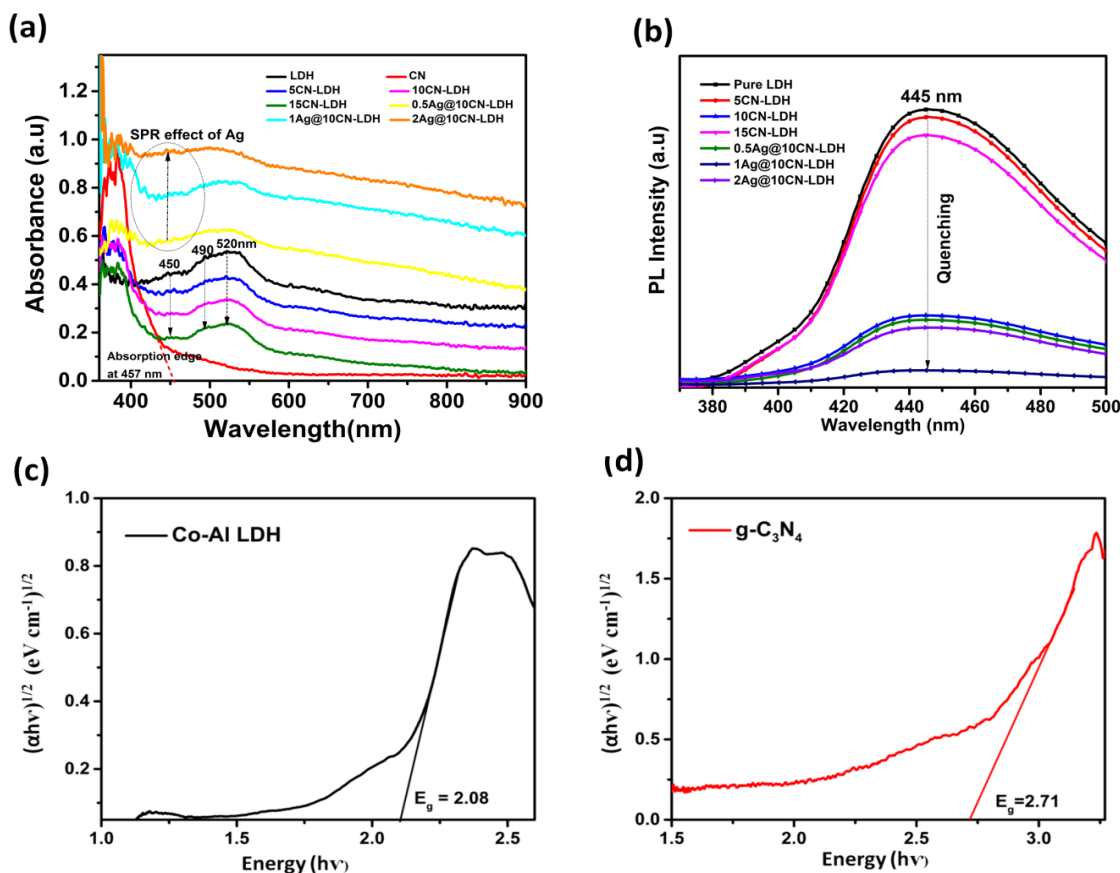 (a)
LDH CN
5CN-LDH 10CN-LDH
15CN-LDH 0.5Ag@10CN-LDH
1Ag@10CN-LDH 2Ag@10CN-LDH
SPR effect of Ag
450 490 520nm
Absorption edge
at 457 nm
Absorbance (a.u)
0.0 0.2 0.4 0.6 0.8 1.0 1.2
400 500 600 700 800 900
Wavelength(nm)
(b)
Pure LDH
5CN-LDH
10CN-LDH
15CN-LDH
0.5Ag@10CN-LDH
1Ag@10CN-LDH
2Ag@10CN-LDH
445 nm
Quenching
PL Intensity (a.u)
380 400 420 440 460 480 500
Wavelength (nm)
(c)
Co-Al LDH
E_g = 2.08
(αhν)^1/2 (eV cm⁻¹)^1/2
0.2 0.4 0.6 0.8 1.0
1.0 1.5 2.0 2.5
Energy (hν)
(d)
g-C₃N₄
E_g=2.71
(αhν)^1/2 (eV cm⁻¹)^1/2
0.0 0.5 1.0 1.5 2.0
1.5 2.0 2.5 3.0
Energy (hν)